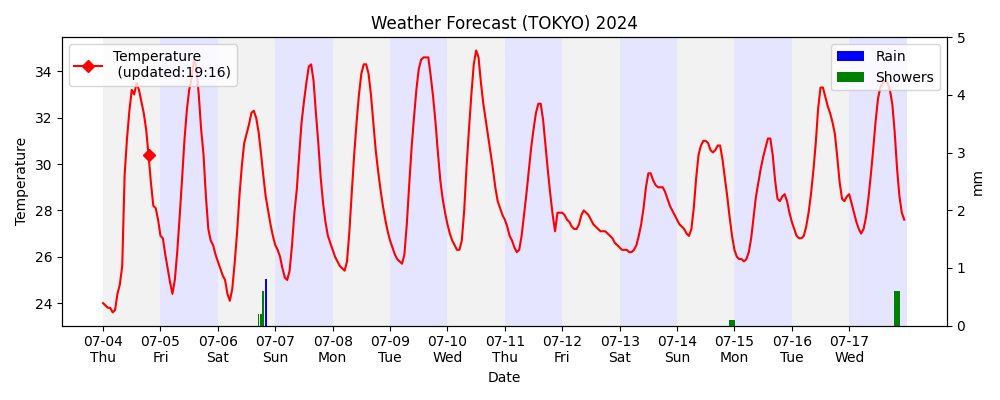 Weather Forecast (TOKYO) 2024
Temperature
(updated:19:16)
Rain
Showers
Temperature
34
32
30
28
26
24
5
4
3
2
1
0
mm
07-04 07-05 07-06 07-07 07-08 07-09 07-10 07-11 07-12 07-13 07-14 07-15 07-16 07-17
Thu Fri Sat Sun Mon Tue Wed Thu Fri Sat Sun Mon Tue Wed
Date